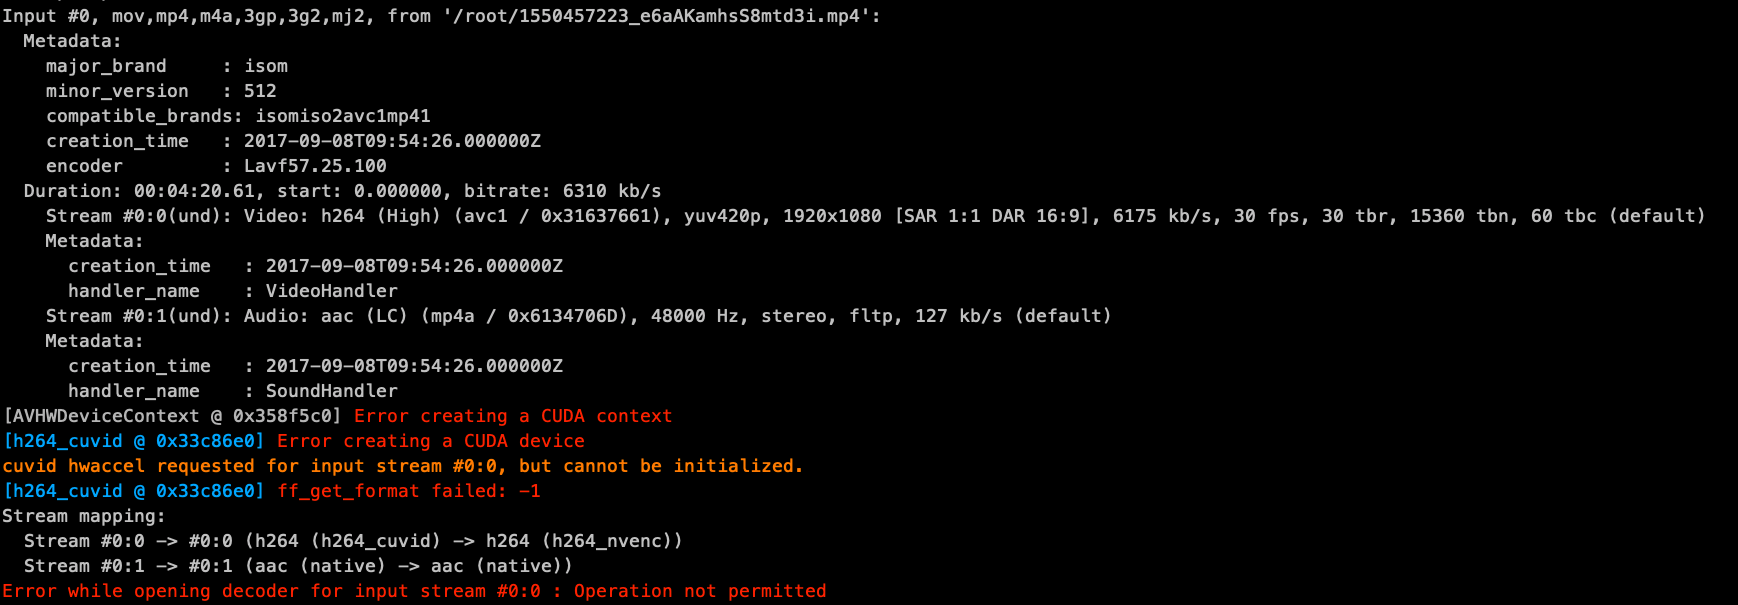 Input #0, mov,mp4,m4a,3gp,3g2,mj2, from '/root/1550457223_e6aAKamhsS8mtd3i.mp4':
  Metadata:
    major_brand     : isom
    minor_version   : 512
    compatible_brands: isomiso2avc1mp41
    creation_time   : 2017-09-08T09:54:26.000000Z
    encoder         : Lavf57.25.100
  Duration: 00:04:20.61, start: 0.000000, bitrate: 6310 kb/s
    Stream #0:0(und): Video: h264 (High) (avc1 / 0x31637661), yuv420p, 1920x1080 [SAR 1:1 DAR 16:9], 6175 kb/s, 30 fps, 30 tbr, 15360 tbn, 60 tbc (default)
    Metadata:
      creation_time   : 2017-09-08T09:54:26.000000Z
      handler_name    : VideoHandler
    Stream #0:1(und): Audio: aac (LC) (mp4a / 0x6134706D), 48000 Hz, stereo, fltp, 127 kb/s (default)
    Metadata:
      creation_time   : 2017-09-08T09:54:26.000000Z
      handler_name    : SoundHandler
[AVHWDeviceContext @ 0x358f5c0] Error creating a CUDA context
[h264_cuvid @ 0x33c86e0] Error creating a CUDA device
cuvid hwaccel requested for input stream #0:0, but cannot be initialized.
[h264_cuvid @ 0x33c86e0] ff_get_format failed: -1
Stream mapping:
  Stream #0:0 -> #0:0 (h264 (h264_cuvid) -> h264 (h264_nvenc))
  Stream #0:1 -> #0:1 (aac (native) -> aac (native))
Error while opening decoder for input stream #0:0 : Operation not permitted